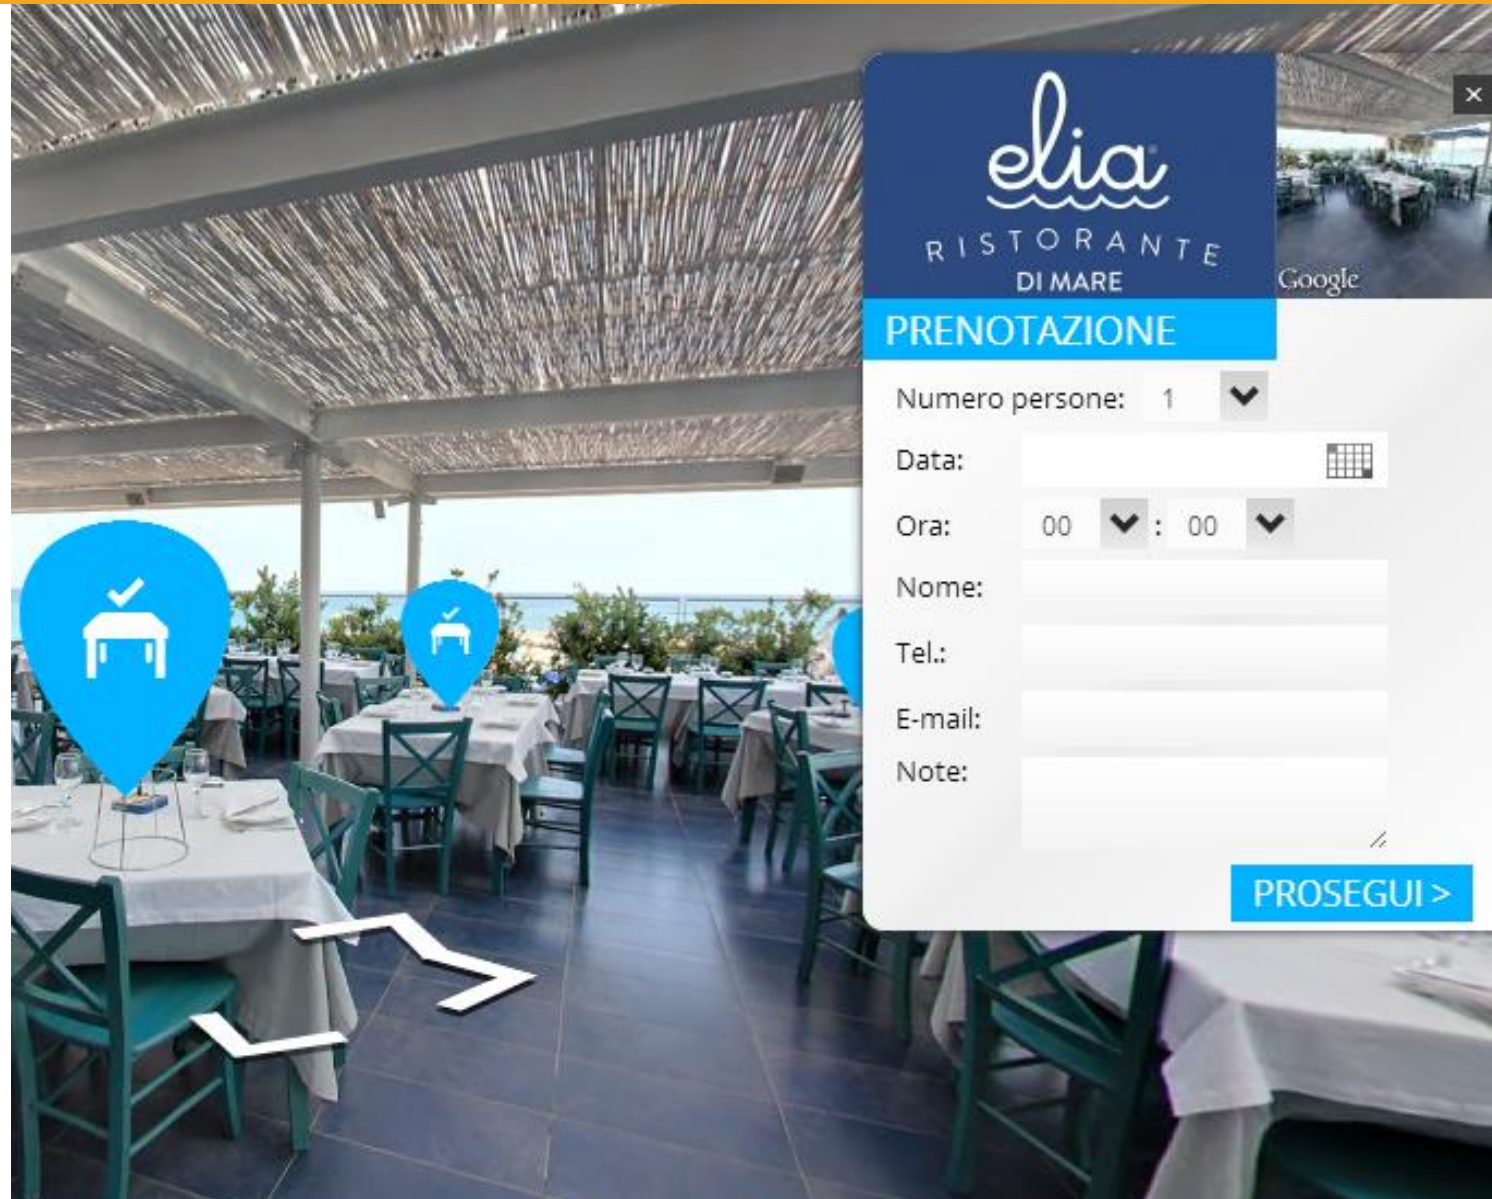 elia
RISTORANTE
DI MARE
Google
PRENOTAZIONE
Numero persone: 1
Data:
Ora: 00 : 00
Nome:
Tel.:
E-mail:
Note:
PROSEGUI >